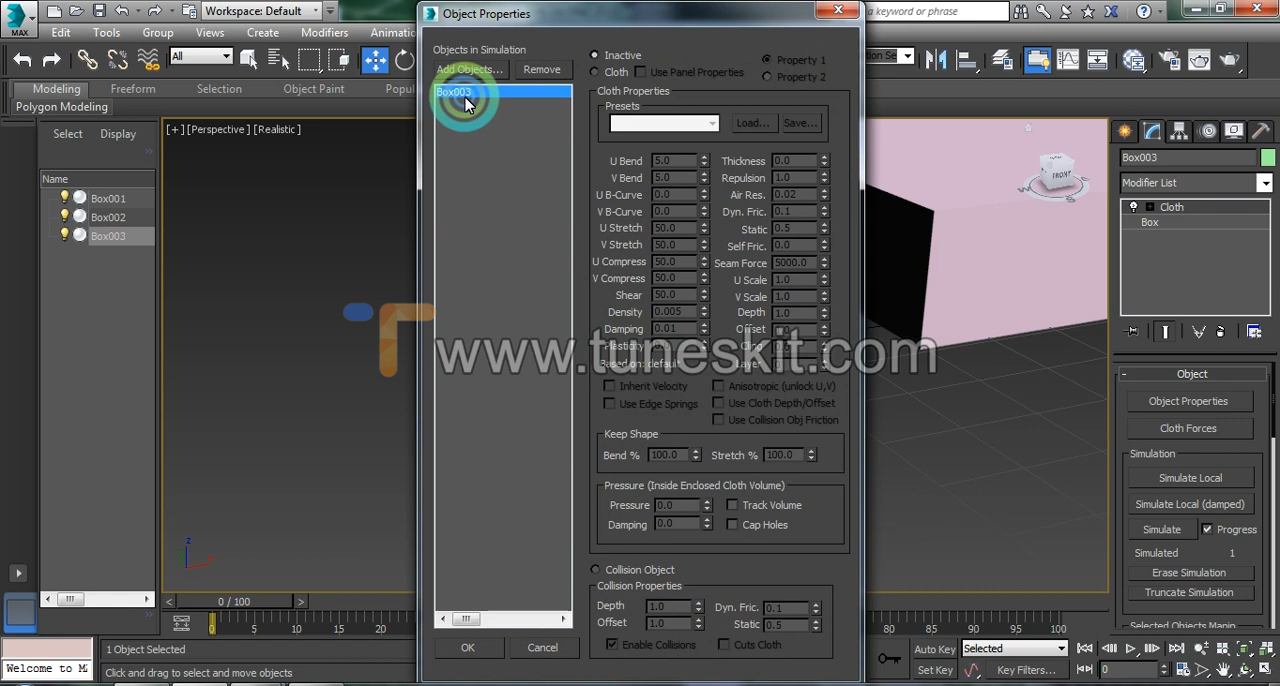 Workspace: Default
Object Properties
a keyword or phrase
MAX
Edit Tools Group Views Create Modifiers
All
Modeling Freeform Selection Object Paint
Polygon Modeling
Select Display
Name
Box001
Box002
Box003
[+] [Perspective] [Realistic]
Objects in Simulation
Add Objects... Remove
Box003
Inactive
Cloth Use Panel Properties
Property 1
Property 2
Cloth Properties
Presets
Load... Save...
U Bend 5.0 Thickness 0.0
V Bend 5.0 Repulsion 1.0
U B-Curve 0.0 Air Res. 0.02
V B-Curve 0.0 Dyn. Fric. 0.1
U Stretch 50.0 Static 0.5
V Stretch 50.0 Self Fric. 0.0
U Compress 50.0 Seam Force 5000.0
V Compress 50.0 U Scale 1.0
Shear 50.0 V Scale 1.0
Density 0.005 Depth 1.0
Damping 0.01 Offset
Plasticity
Based on: default Layer
www.tuneskit.com
Inherit Velocity Anisotropic (unlock U,V)
Use Edge Springs Use Cloth Depth/Offset
Use Collision Obj Friction
Keep Shape
Bend % 100.0 Stretch % 100.0
Pressure (Inside Enclosed Cloth Volume)
Pressure 0.0 Track Volume
Damping 0.0 Cap Holes
Collision Object
Collision Properties
Depth 1.0 Dyn. Fric. 0.1
Offset 1.0 Static 0.5
Enable Collisions Cuts Cloth
OK Cancel
FRONT
Box003
Modifier List
Cloth
Box
- Object
Object Properties
Cloth Forces
Simulation
Simulate Local
Simulate Local (damped)
Simulate Progress
Simulated 1
Erase Simulation
Truncate Simulation
z
0 / 100
0 5 10 15 20
80 85 90 95 100
1 Object Selected
Click and drag to select and move objects
Welcome to M
Auto Key Selected
Set Key Key Filters... 0